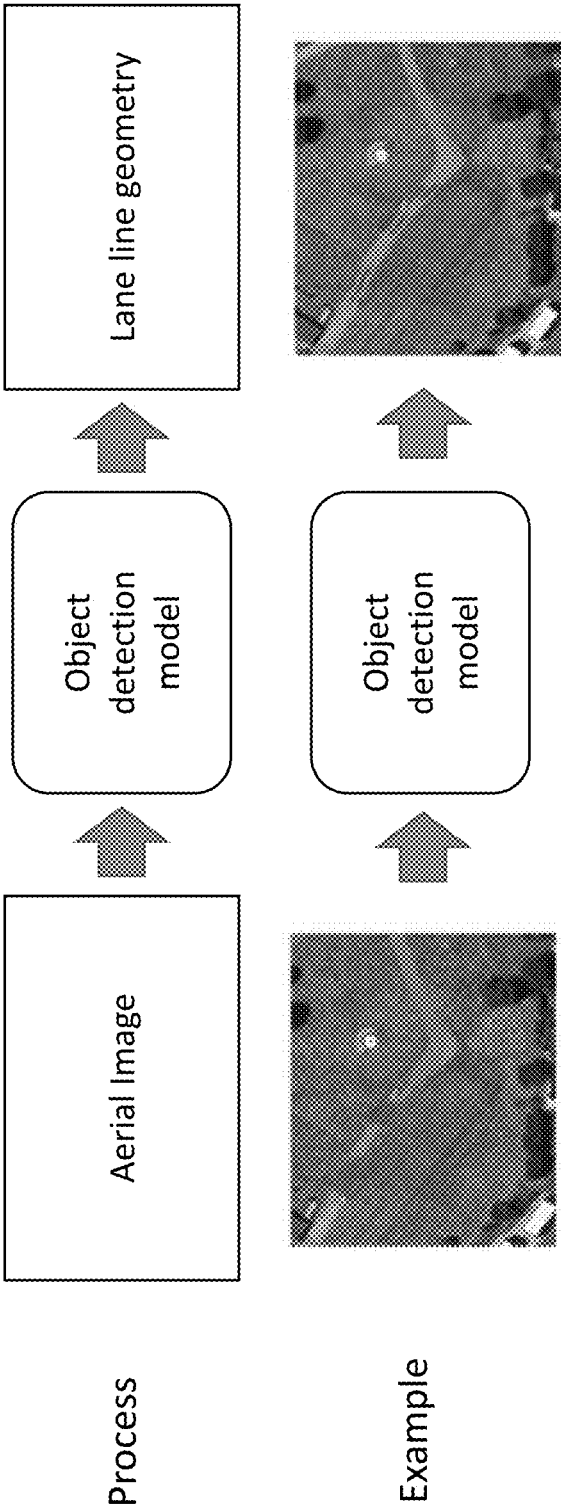 Process
Aerial Image
Object
detection
model
Lane line geometry
Example
Object
detection
model